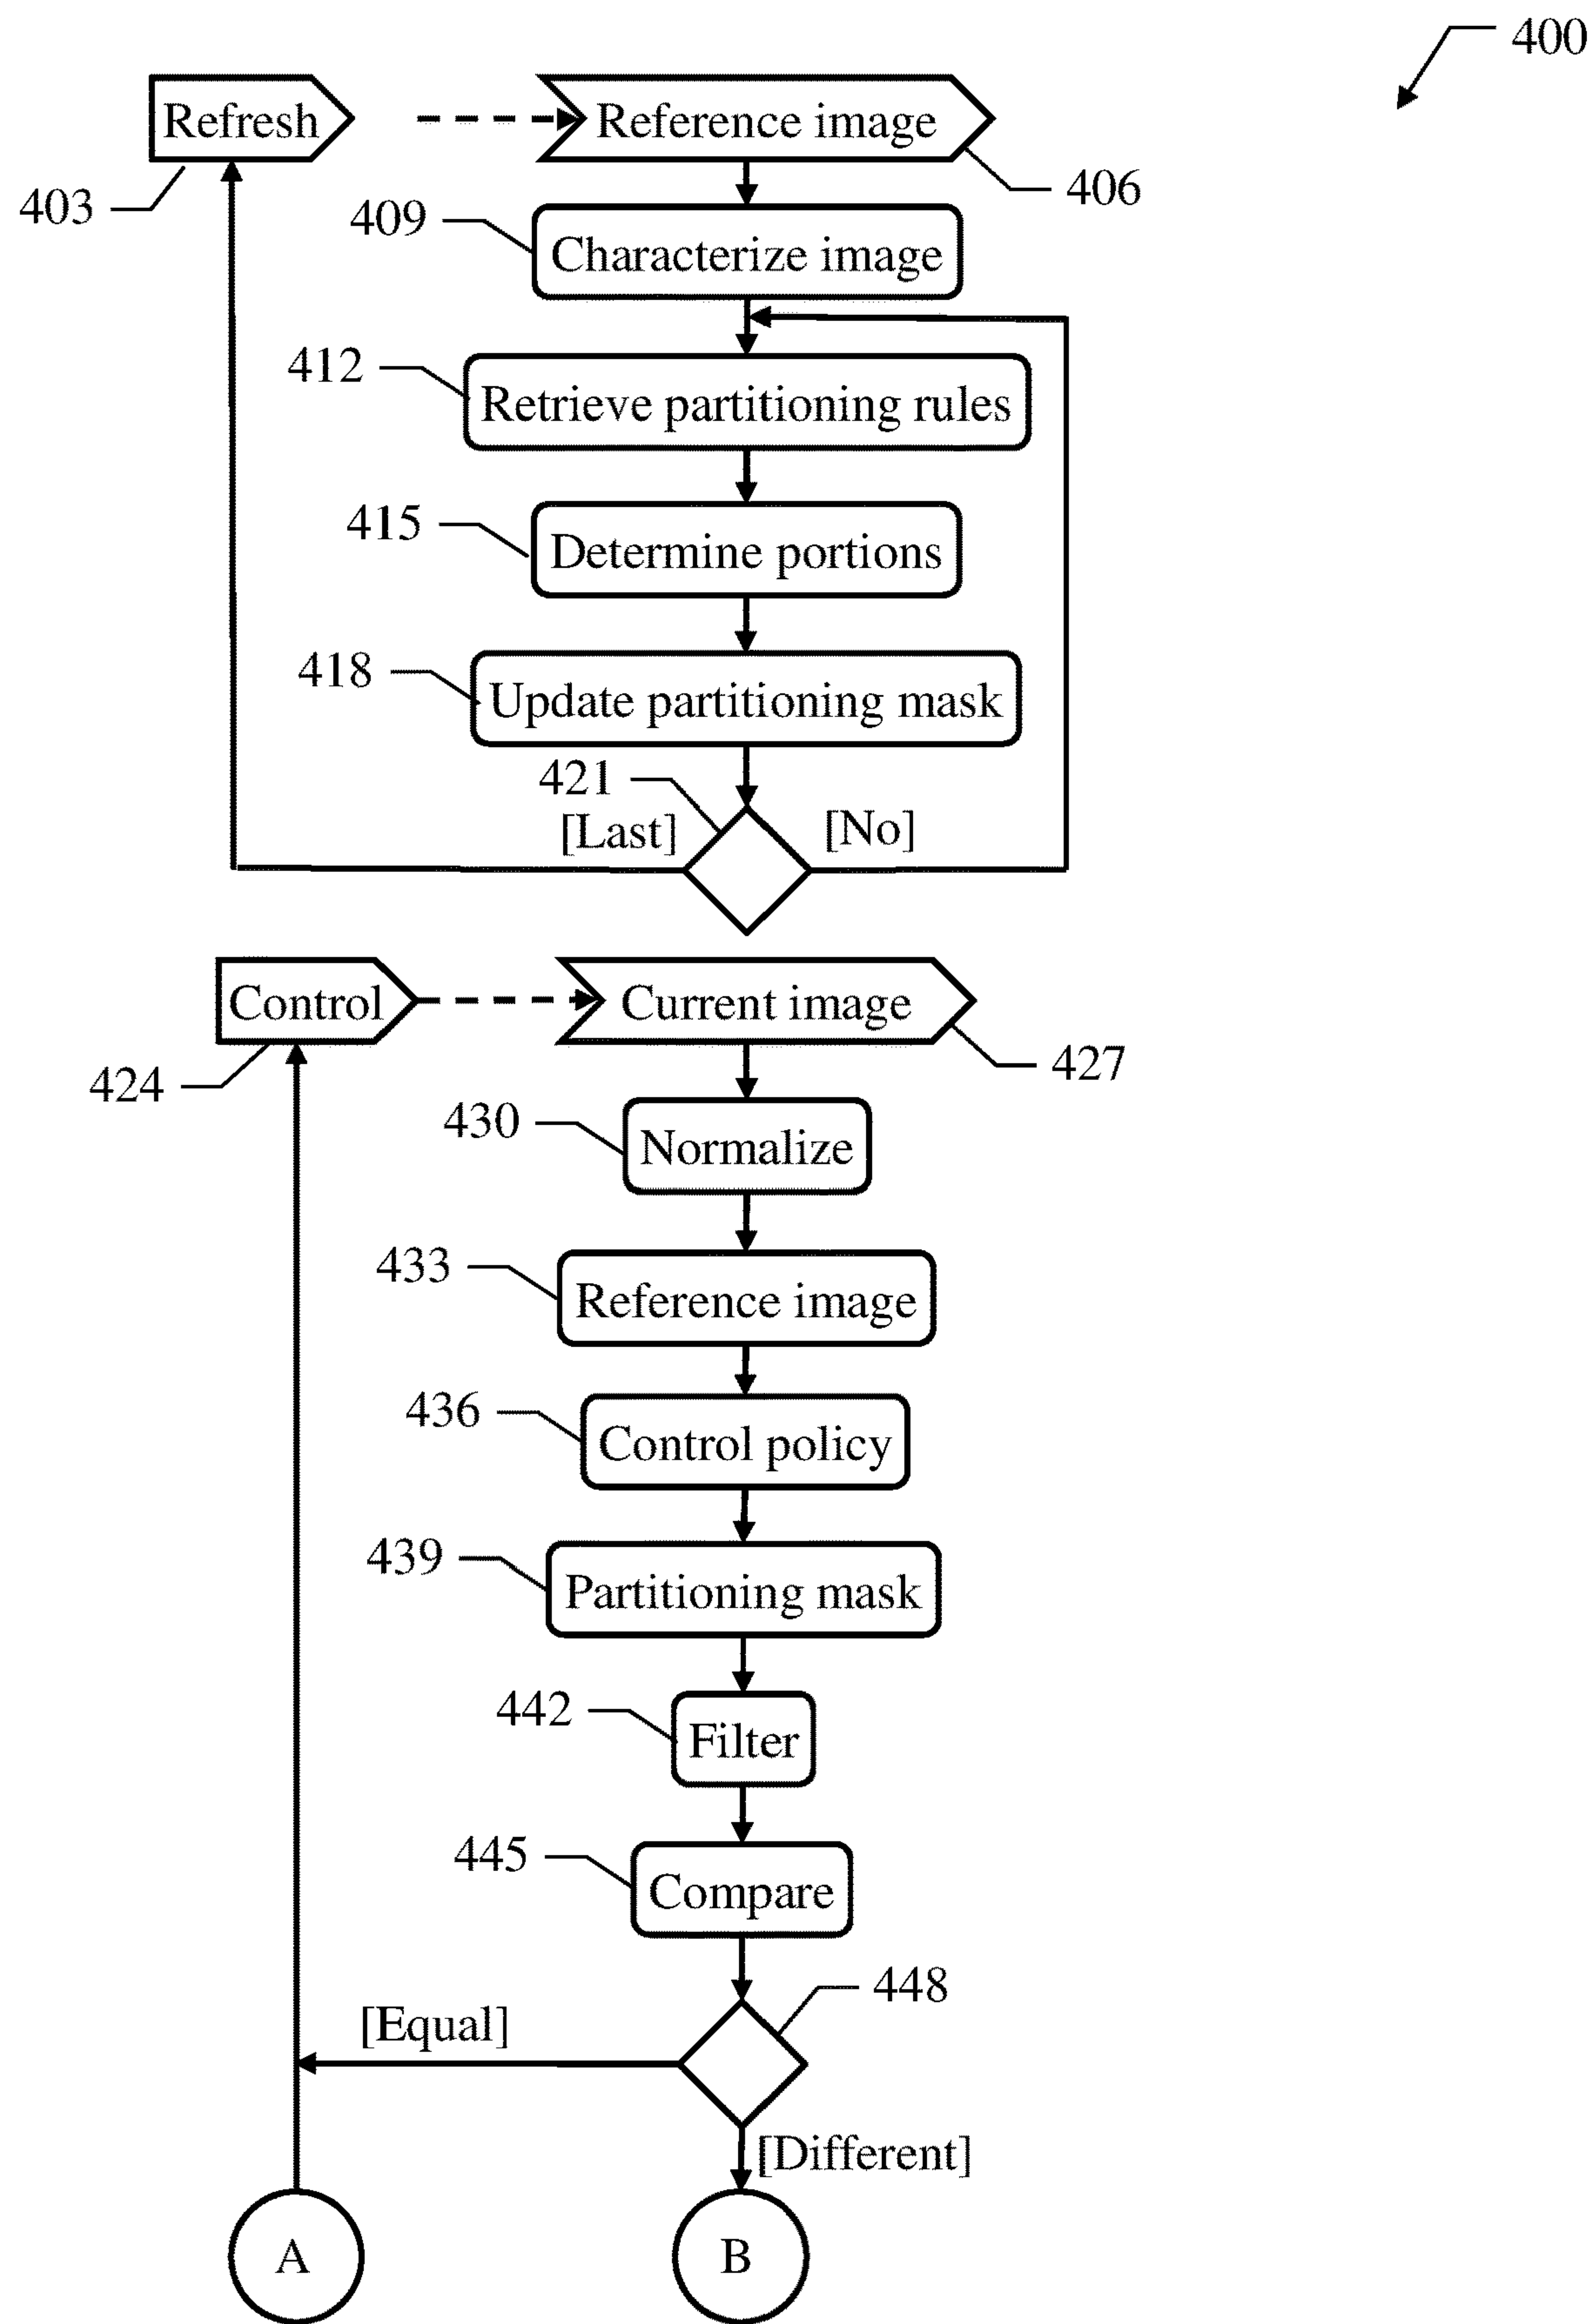 400
Refresh
Reference image
403
406
409
Characterize image
412
Retrieve partitioning rules
415
Determine portions
418
Update partitioning mask
421
[Last]
[No]
Control
Current image
424
427
430
Normalize
433
Reference image
436
Control policy
439
Partitioning mask
442
Filter
445
Compare
448
[Equal]
[Different]
A
B